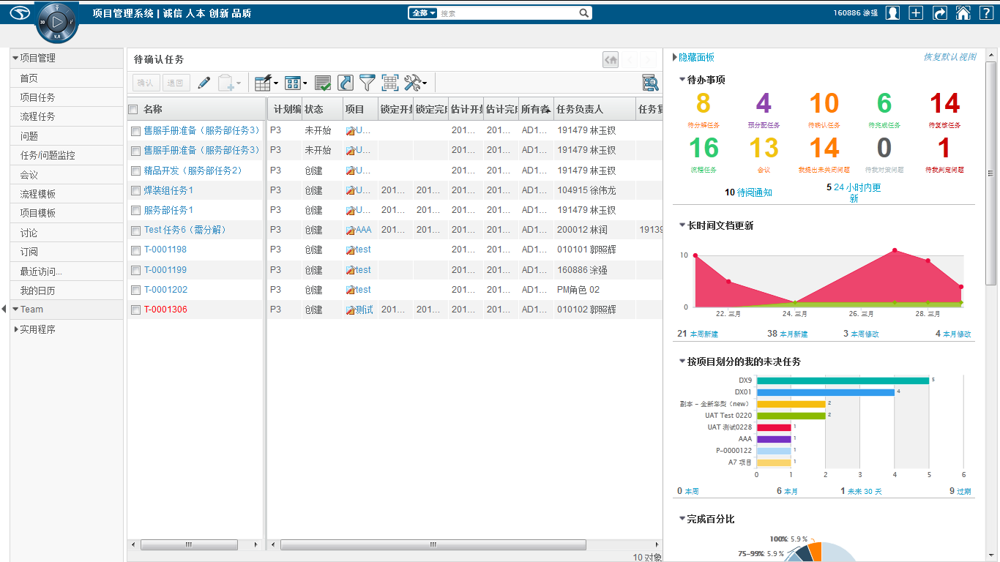 项目管理系统 | 诚信 人本 创新 品质
全部
搜索
160886 涂强
项目管理
首页
项目任务
流程任务
问题
任务/问题监控
会议
流程模板
项目模板
讨论
订阅
最近访问...
我的日历
Team
实用程序
待确认任务
确认 退回
名称 计划编 状态 项目 锁定开 锁定完 估计开 估计完 所有者 任务负责人 任务复
售服手册准备（服务部任务3） P3 未开始 U... 201... 201... AD1... 191479 林玉钗
售服手册准备（服务部任务3） P3 未开始 U... 201... 201... AD1... 191479 林玉钗
精品开发（服务部任务2） P3 创建 U... 201... 201... AD1... 191479 林玉钗
焊装组任务1 P3 创建 U... 201... 201... 201... 201... AD1... 104915 徐伟龙
服务部任务1 P3 创建 U... 201... 201... 201... 201... AD1... 191479 林玉钗
Test 任务6（需分解） P3 创建 AAA 201... 201... 201... 201... AD1... 200012 林润 19139
T-0001198 P3 创建 test 201... 201... AD1... 010101 郭照辉
T-0001199 P3 创建 test 201... 201... AD1... 160886 涂强
T-0001202 P3 创建 test 201... 201... AD1... PM角色 02
T-0001306 P3 创建 测试 201... 201... 201... 201... AD1... 010102 郭照辉
10 对象
隐藏面板
恢复默认视图
待办事项
8 4 10 6 14
待分解任务 预分配任务 待确认任务 待完成任务 待复核任务
16 13 14 0 1
流程任务 会议 我提出未关闭问题 待我对策问题 待我判定问题
10 待阅通知
5 24 小时内更
新
长时间文档更新
10
0
22. 三月 24. 三月 26. 三月 28. 三月
21 本周新建 38 本月新建 3 本周修改 4 本月修改
按项目划分的我的未决任务
DX9 5
DX01 4
副本 - 全新车型（new） 2
UAT Test 0220 2
UAT 测试0228 1
AAA 1
P-0000122 1
A7 项目 1
0 1 2 3 4 5 6
0 本周 6 本月 1 未来 30 天 9 过期
完成百分比
100%: 5.9 %
75-99%: 5.9 %